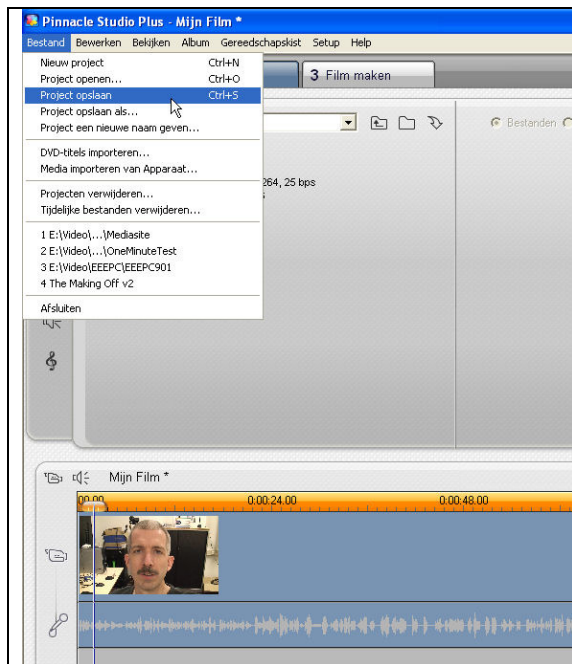 Pinnacle Studio Plus - Mijn Film *
Bestand Bewerken Bekijken Album Gereedschapskist Setup Help
Nieuw project Ctrl+N
Project openen... Ctrl+O
Project opslaan Ctrl+S
Project opslaan als...
Project een nieuwe naam geven...
DVD-titels importeren...
Media importeren van Apparaat...
Projecten verwijderen...
Tijdelijke bestanden verwijderen...
1 E:\Video\...\Mediasite
2 E:\Video\...\OneMinuteTest
3 E:\Video\EEEPC\EEEPC901
4 The Making Off v2
Afsluiten
3 Film maken
Bestanden
264, 25 bps
Mijn Film *
0:00:24.00 0:00:48.00